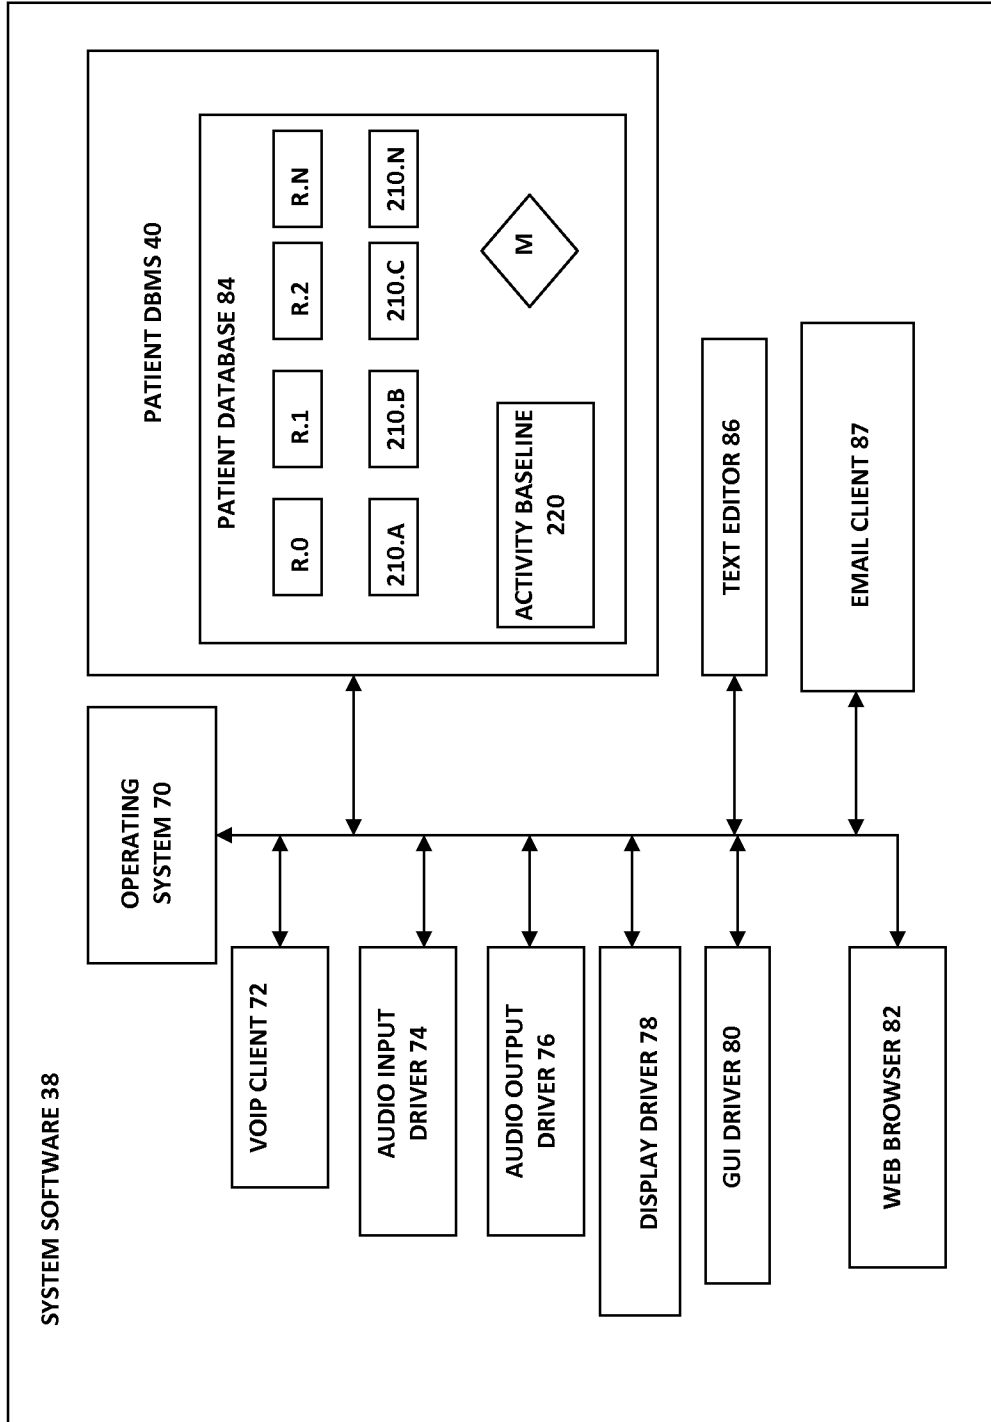 SYSTEM SOFTWARE 38
OPERATING
SYSTEM 70
VOIP CLIENT 72
AUDIO INPUT
DRIVER 74
AUDIO OUTPUT
DRIVER 76
DISPLAY DRIVER 78
GUI DRIVER 80
WEB BROWSER 82
PATIENT DBMS 40
PATIENT DATABASE 84
R.0
R.1
R.2
R.N
210.A
210.B
210.C
210.N
ACTIVITY BASELINE
220
M
TEXT EDITOR 86
EMAIL CLIENT 87